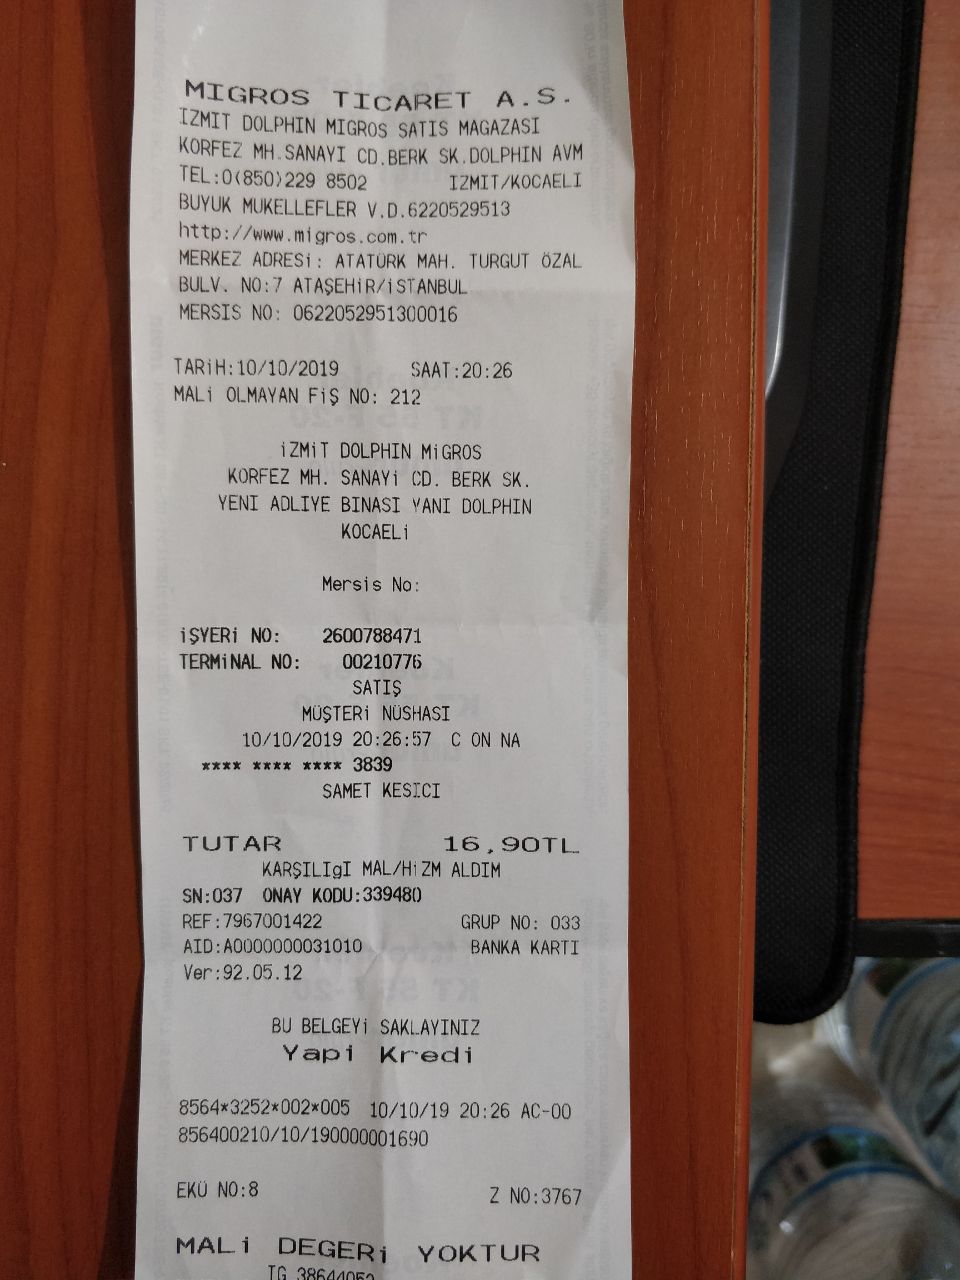 MIGROS TICARET A.S.
IZMIT DOLPHIN MIGROS SATIS MAGAZASI
KORFEZ MH.SANAYI CD.BERK SK.DOLPHIN AVM
TEL:0(850)229 8502 IZMIT/KOCAELI
BUYUK MUKELLEFLER V.D.6220529513
http://www.migros.com.tr
MERKEZ ADRESi: ATATÜRK MAH. TURGUT ÖZAL
BULV. NO:7 ATAŞEHiR/iSTANBUL
MERSIS NO: 0622052951300016
TARiH:10/10/2019 SAAT:20:26
MALi OLMAYAN FiŞ NO: 212
iZMiT DOLPHIN MiGROS
KORFEZ MH. SANAYi CD. BERK SK.
YENI ADLIYE BINASI YANI DOLPHIN
KOCAELi
Mersis No:
iŞYERi NO: 2600788471
TERMiNAL NO: 00210776
SATIŞ
MÜŞTERi NÜSHASI
10/10/2019 20:26:57 C ON NA
**** **** **** 3839
SAMET KESICI
TUTAR 16,90TL
KARŞILIgI MAL/HiZM ALDIM
SN:037 ONAY KODU:339480
REF:7967001422 GRUP NO: 033
AID:A0000000031010 BANKA KARTI
Ver:92.05.12
BU BELGEYi SAKLAYINIZ
Yapi Kredi
8564*3252*002*005 10/10/19 20:26 AC-00
856400210/10/190000001690
EKÜ NO:8 Z NO:3767
MALi DEGERi YOKTUR